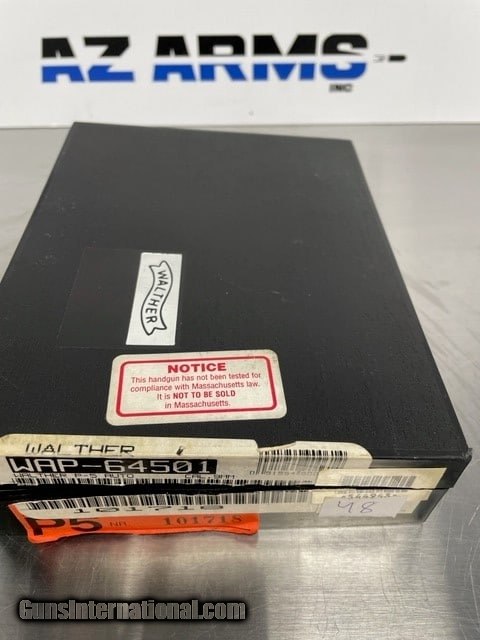 AZ ARMS
INC
WALTHER
NOTICE
This handgun has not been tested for
compliance with Massachusetts law.
It is NOT TO BE SOLD
in Massachusetts.
WALTHER
WAP-64501
101718
48
P5 NR. 101718
GunsInternational.com